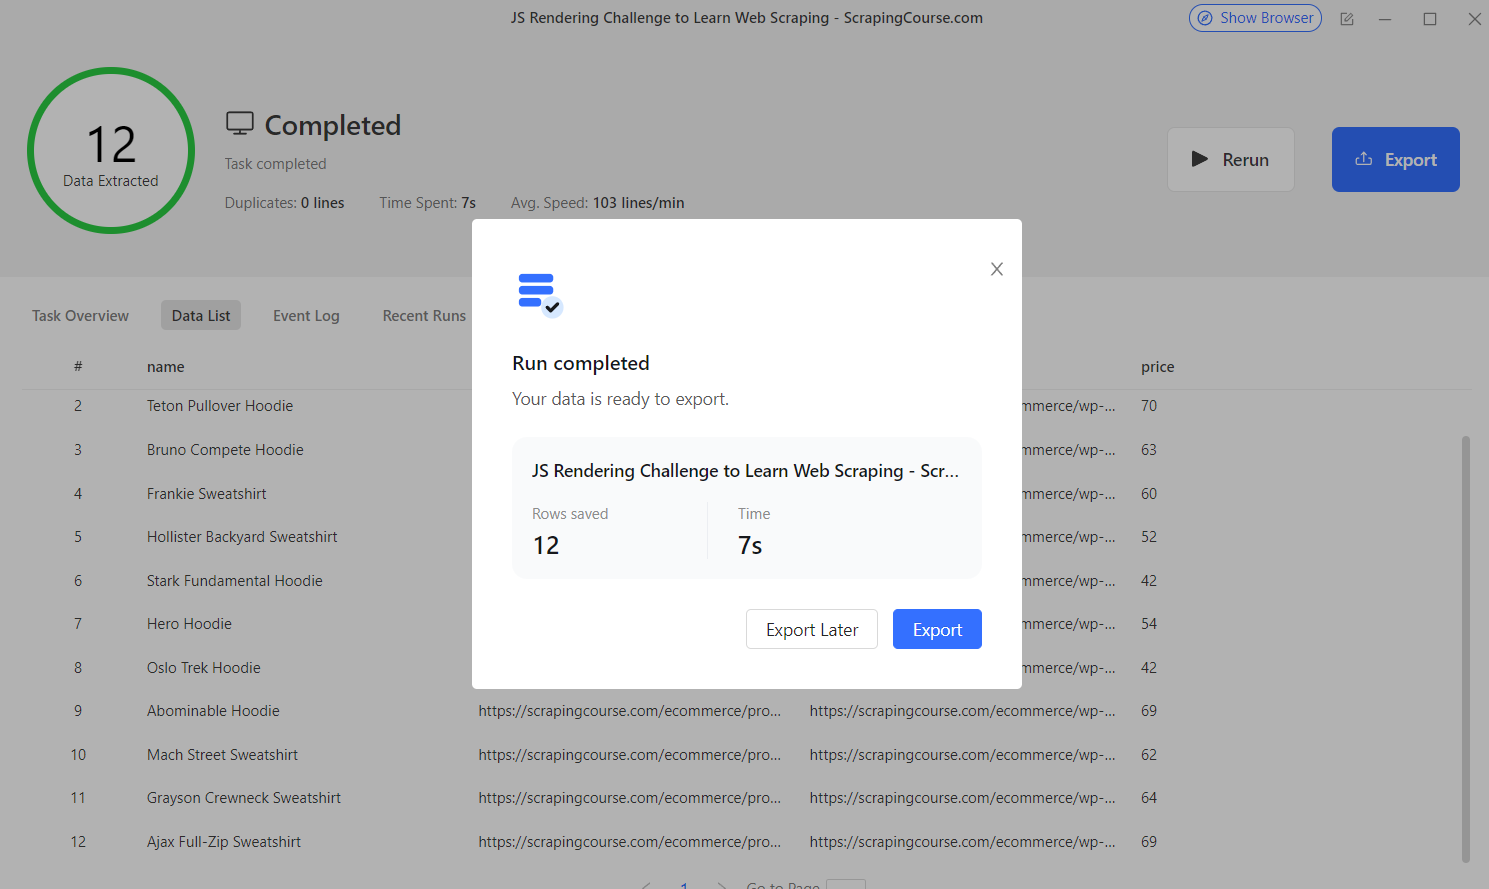 JS Rendering Challenge to Learn Web Scraping - ScrapingCourse.com
Show Browser
12
Data Extracted
Completed
Task completed
Duplicates: 0 lines Time Spent: 7s Avg. Speed: 103 lines/min
Rerun
Export
Task Overview Data List Event Log Recent Runs
# name price
2 Teton Pullover Hoodie mmerce/wp-... 70
3 Bruno Compete Hoodie mmerce/wp-... 63
4 Frankie Sweatshirt mmerce/wp-... 60
5 Hollister Backyard Sweatshirt mmerce/wp-... 52
6 Stark Fundamental Hoodie mmerce/wp-... 42
7 Hero Hoodie mmerce/wp-... 54
8 Oslo Trek Hoodie mmerce/wp-... 42
9 Abominable Hoodie https://scrapingcourse.com/ecommerce/pro... https://scrapingcourse.com/ecommerce/wp-... 69
10 Mach Street Sweatshirt https://scrapingcourse.com/ecommerce/pro... https://scrapingcourse.com/ecommerce/wp-... 62
11 Grayson Crewneck Sweatshirt https://scrapingcourse.com/ecommerce/pro... https://scrapingcourse.com/ecommerce/wp-... 64
12 Ajax Full-Zip Sweatshirt https://scrapingcourse.com/ecommerce/pro... https://scrapingcourse.com/ecommerce/wp-... 69
1 Go to Page
Run completed
Your data is ready to export.
JS Rendering Challenge to Learn Web Scraping - Scr...
Rows saved Time
12 7s
Export Later Export